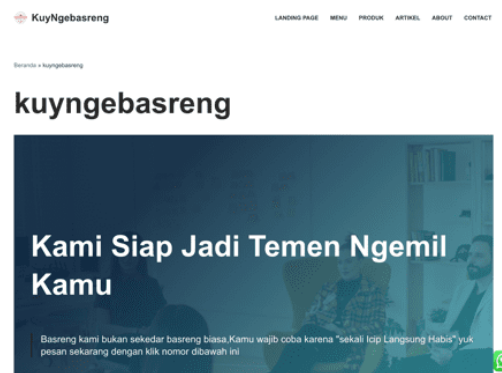 KuyNgebasreng
LANDING PAGE MENU PRODUK ARTIKEL ABOUT CONTACT
Beranda » kuyngebasreng
kuyngebasreng
Kami Siap Jadi Temen Ngemil
Kamu
Basreng kami bukan sekedar basreng biasa,Kamu wajib coba karena "sekali Icip Langsung Habis" yuk
pesan sekarang dengan klik nomor dibawah ini